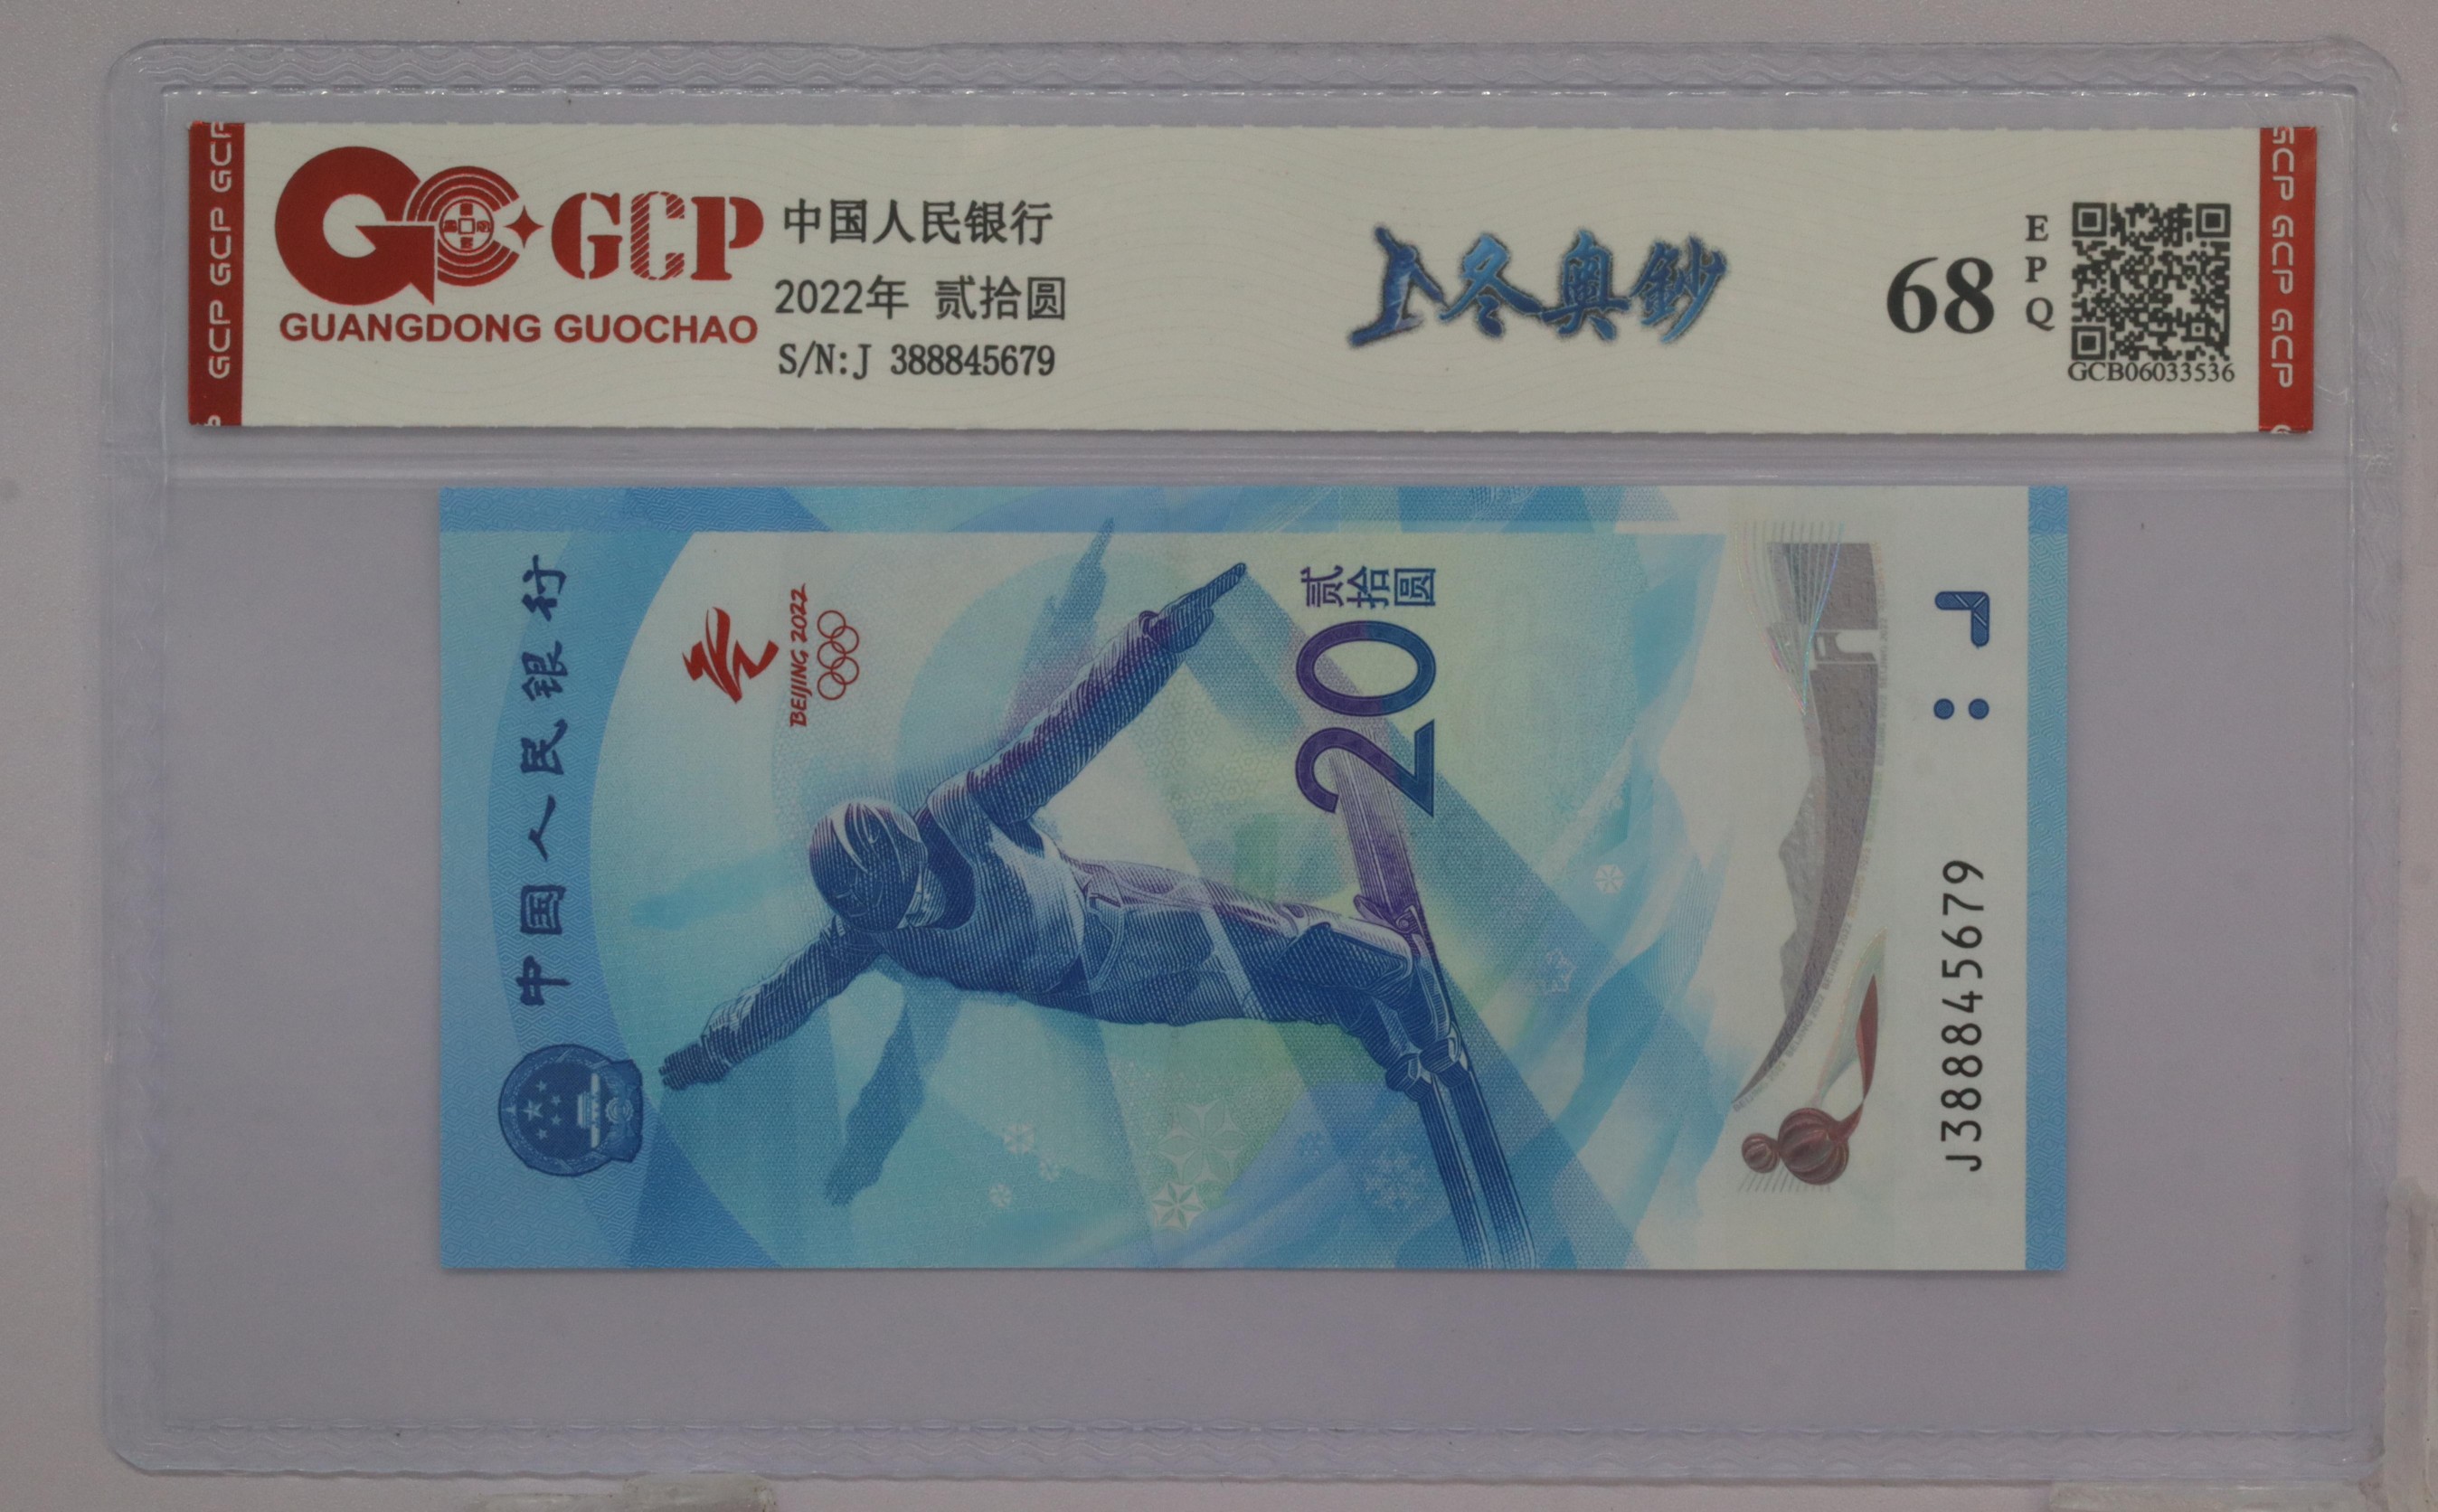 GCP GCP GCP
GCP
GUANGDONG GUOCHAO
中国人民银行
2022年 贰拾圆
S/N:J 388845679
冬奥鈔
68
EPQ
GCB06033536
GCP GCP GCP
中国人民银行
BEIJING 2022
贰拾圆
20
J388845679